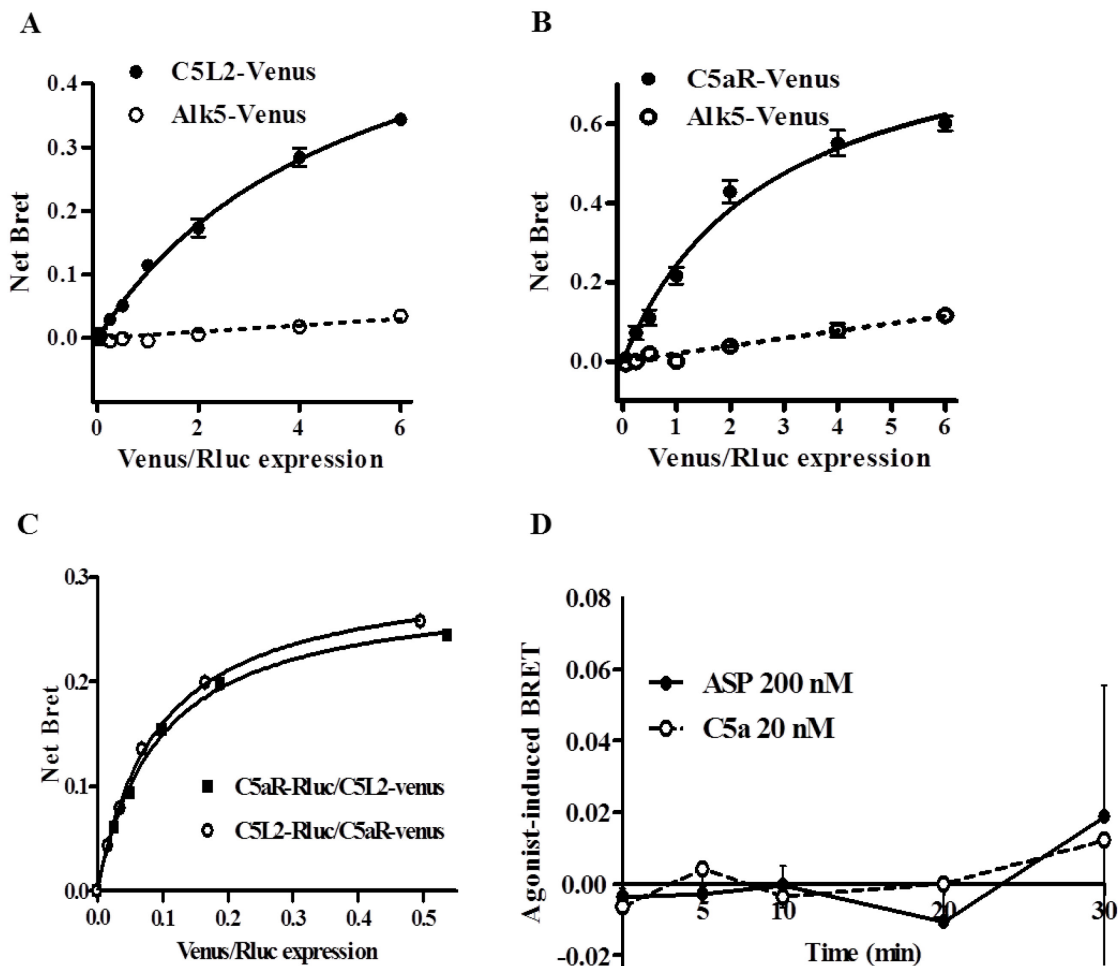 A
C5L2-Venus
Alk5-Venus
0.4
0.3
0.2
0.1
0.0
Net Bret
0 2 4 6
Venus/Rluc expression
B
C5aR-Venus
Alk5-Venus
0.6
0.4
0.2
0.0
Net Bret
0 1 2 3 4 5 6
Venus/Rluc expression
C
0.3
0.2
0.1
0.0
Net Bret
C5aR-Rluc/C5L2-venus
C5L2-Rluc/C5aR-venus
0.0 0.1 0.2 0.3 0.4 0.5
Venus/Rluc expression
D
0.08
0.06
0.04
0.02
0.00
-0.02
Agonist-induced BRET
ASP 200 nM
C5a 20 nM
5 10 20 30
Time (min)